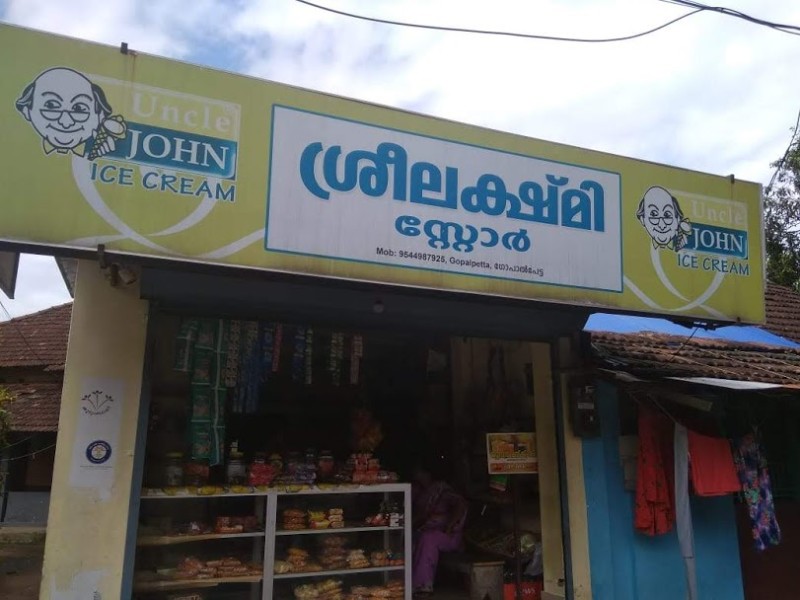 Uncle
JOHN
ICE CREAM
ശ്രീലക്ഷ്മി
സ്റ്റോർ
Mob: 9544987925, Gopalpetta, ഗോപാൽപേട്ട
Uncle
JOHN
ICE CREAM